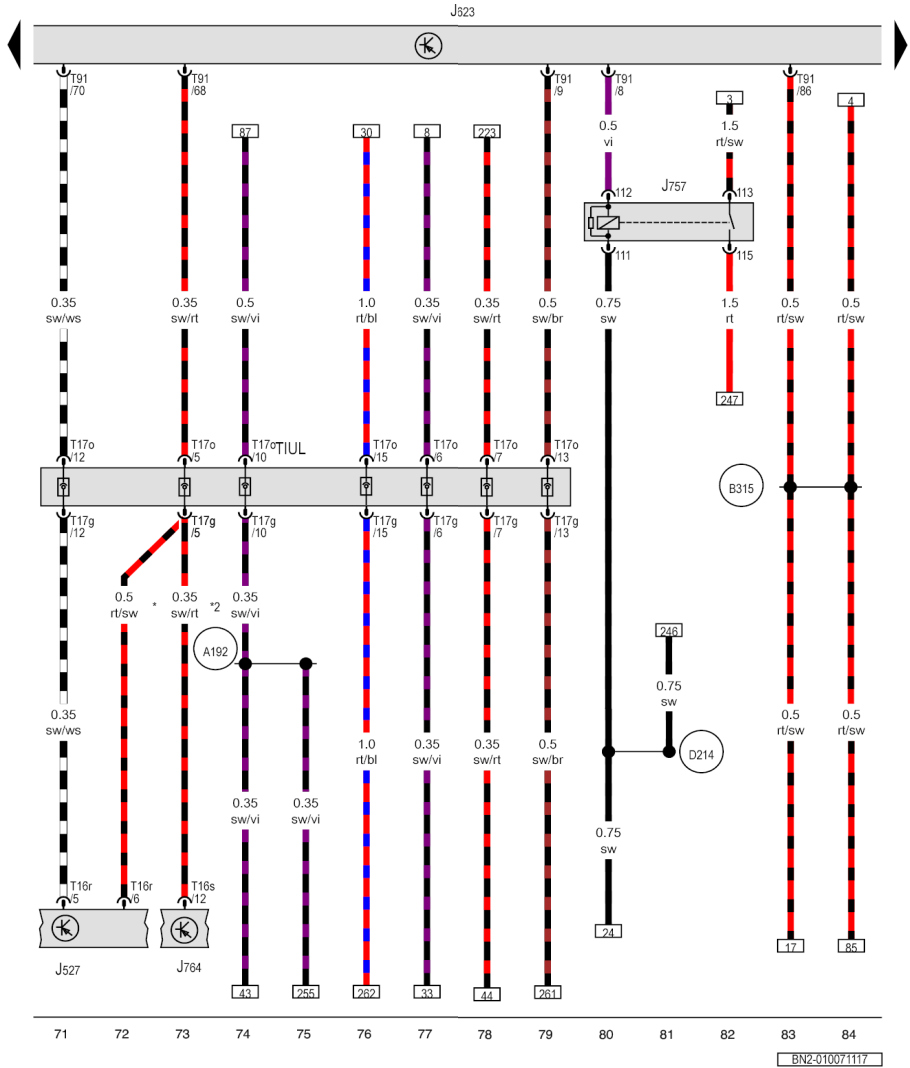 J623
T91 T91 T91 T91 T91
/70 /68 /9 /8 /86
87 30 8 223 3 4
0.5 1.5
vi rt/sw
112 J757 113
111 115
0.35 0.35 0.5 1.0 0.35 0.35 0.5 0.75 1.5 0.5 0.5
sw/ws sw/rt sw/vi rt/bl sw/vi sw/rt sw/br sw rt rt/sw rt/sw
247
T17o T17o T17o TIUL T17o T17o T17o T17o
/12 /5 /10 /15 /6 /7 /13
B315
T17g T17g T17g T17g T17g T17g T17g
/12 /5 /10 /15 /6 /7 /13
0.5 0.35 0.35
rt/sw * sw/rt *2 sw/vi
246
A192
0.75
sw
0.35 0.5 0.5
sw/ws rt/sw rt/sw
1.0 0.35 0.35 0.5
rt/bl sw/vi sw/rt sw/br
D214
0.35 0.35
sw/vi sw/vi
0.75
sw
T16r T16r T16s
/5 /6 /12
24 17 85
J527 J764
43 255 262 33 44 261
71 72 73 74 75 76 77 78 79 80 81 82 83 84
BN2-010071117